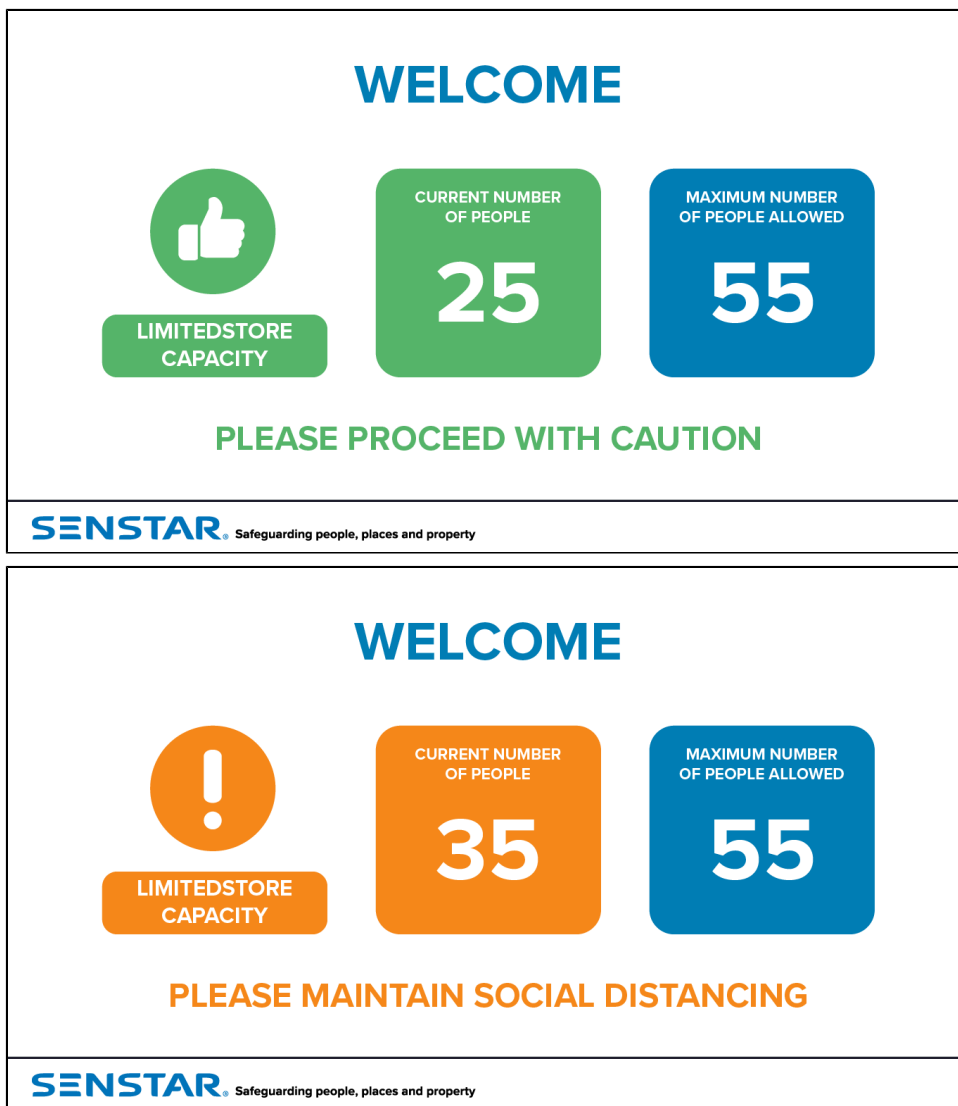 WELCOME
LIMITEDSTORE
CAPACITY
CURRENT NUMBER
OF PEOPLE
25
MAXIMUM NUMBER
OF PEOPLE ALLOWED
55
PLEASE PROCEED WITH CAUTION
SENSTAR® Safeguarding people, places and property
WELCOME
LIMITEDSTORE
CAPACITY
CURRENT NUMBER
OF PEOPLE
35
MAXIMUM NUMBER
OF PEOPLE ALLOWED
55
PLEASE MAINTAIN SOCIAL DISTANCING
SENSTAR® Safeguarding people, places and property